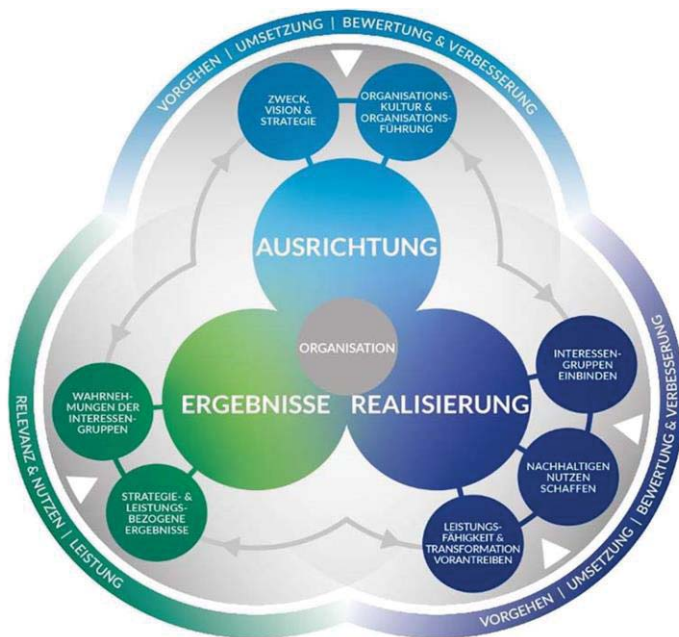 VORGEHEN | UMSETZUNG | BEWERTUNG & VERBESSERUNG
ZWECK,
VISION &
STRATEGIE
ORGANISATIONS-
KULTUR &
ORGANISATIONS-
FÜHRUNG
AUSRICHTUNG
ORGANISATION
ERGEBNISSE
REALISIERUNG
WAHRNEH-
MUNGEN DER
INTERESSEN-
GRUPPEN
STRATEGIE- &
LEISTUNGS-
BEZOGENE
ERGEBNISSE
INTERESSEN-
GRUPPEN
EINBINDEN
NACHHALTIGEN
NUTZEN
SCHAFFEN
LEISTUNGS-
FÄHIGKEIT &
TRANSFORMATION
VORANTREIBEN
RELEVANZ & NUTZEN | LEISTUNG
VORGEHEN | UMSETZUNG | BEWERTUNG & VERBESSERUNG